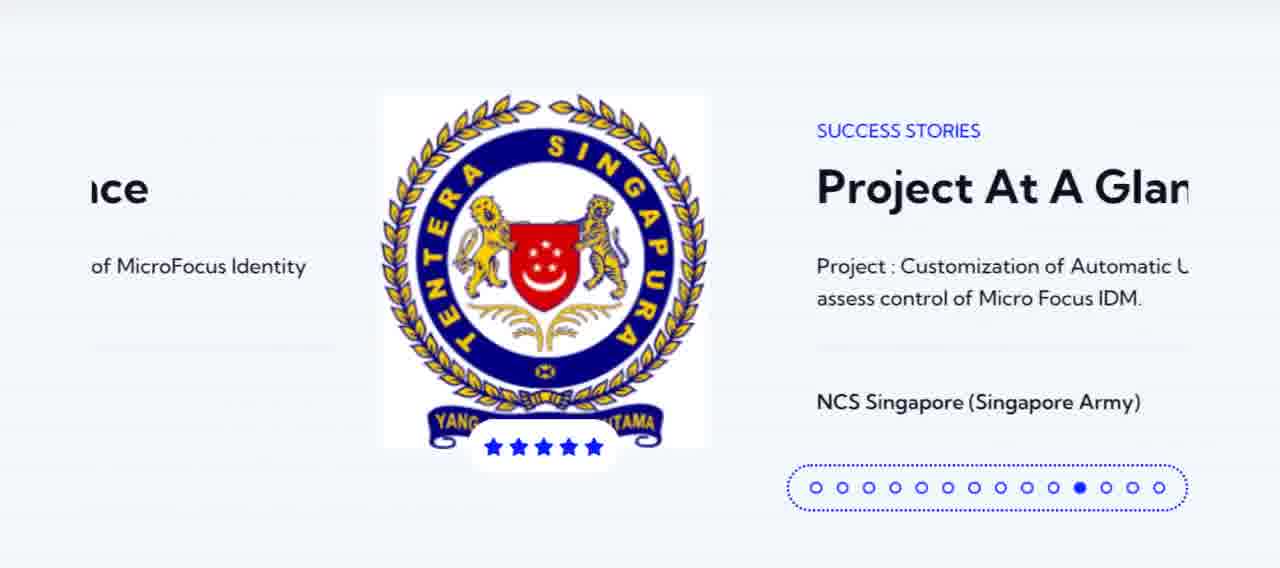 nce
of MicroFocus Identity
TENTERA SINGAPURA
YANG
UTAMA
SUCCESS STORIES
Project At A Glan
Project : Customization of Automatic U
assess control of Micro Focus IDM.
NCS Singapore (Singapore Army)